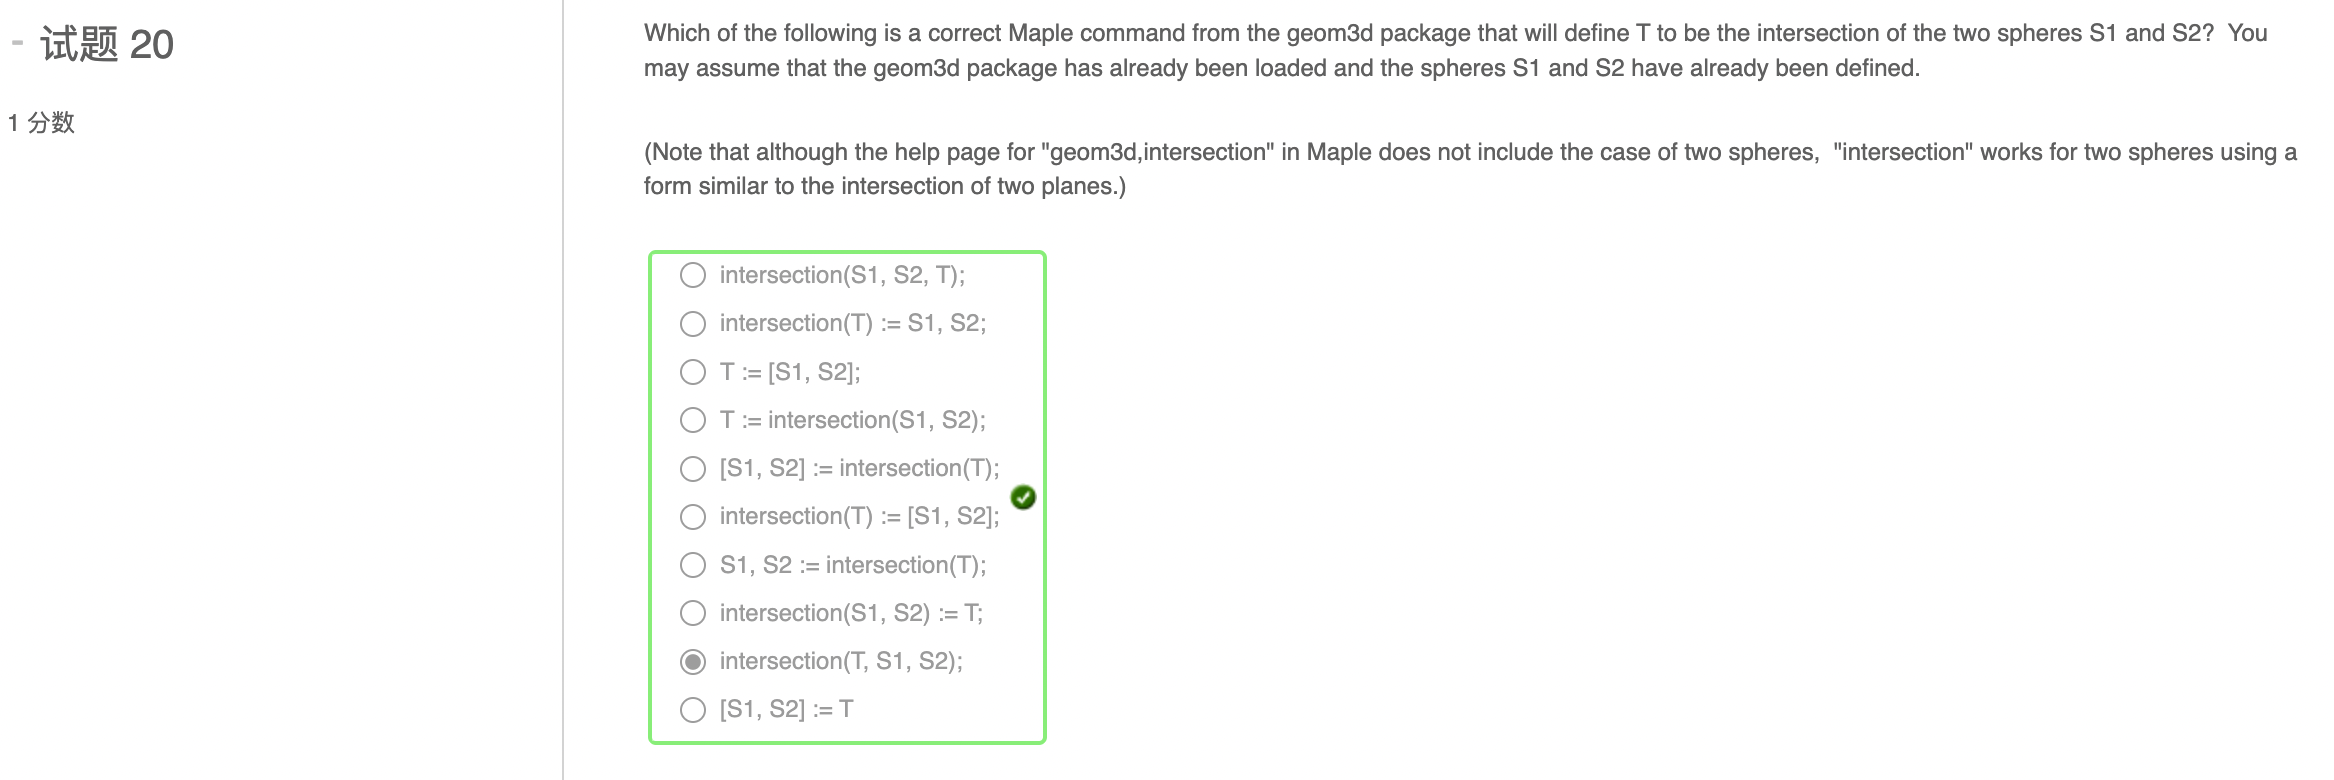 - 试题 20
1 分数
Which of the following is a correct Maple command from the geom3d package that will define T to be the intersection of the two spheres S1 and S2?  You
may assume that the geom3d package has already been loaded and the spheres S1 and S2 have already been defined.
(Note that although the help page for "geom3d,intersection" in Maple does not include the case of two spheres,  "intersection" works for two spheres using a
form similar to the intersection of two planes.)
intersection(S1, S2, T);
intersection(T) := S1, S2;
T := [S1, S2];
T := intersection(S1, S2);
[S1, S2] := intersection(T);
intersection(T) := [S1, S2];
S1, S2 := intersection(T);
intersection(S1, S2) := T;
intersection(T, S1, S2);
[S1, S2] := T